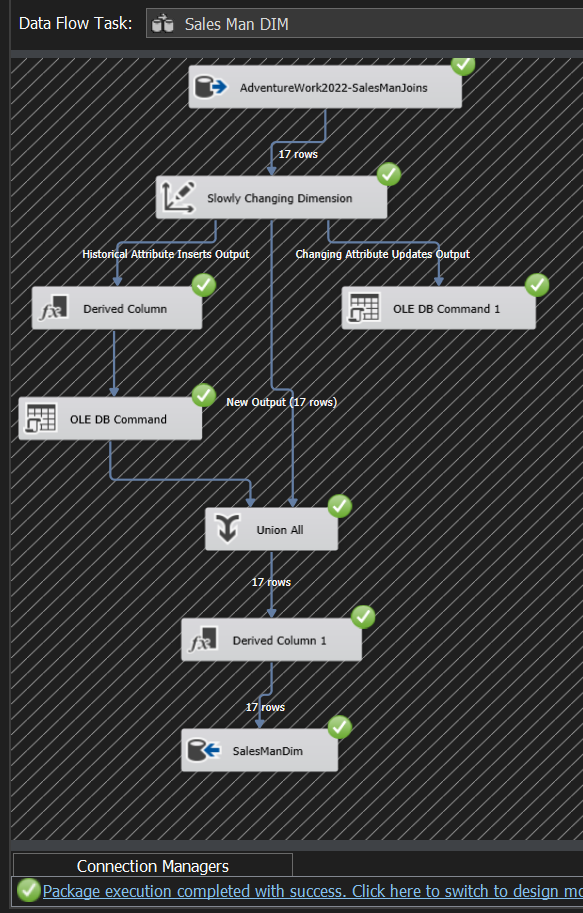 Data Flow Task: Sales Man DIM
AdventureWork2022-SalesManJoins
17 rows
Slowly Changing Dimension
Historical Attribute Inserts Output
Changing Attribute Updates Output
Derived Column
OLE DB Command 1
New Output (17 rows)
OLE DB Command
Union All
17 rows
Derived Column 1
17 rows
SalesManDim
Connection Managers
Package execution completed with success. Click here to switch to design mo